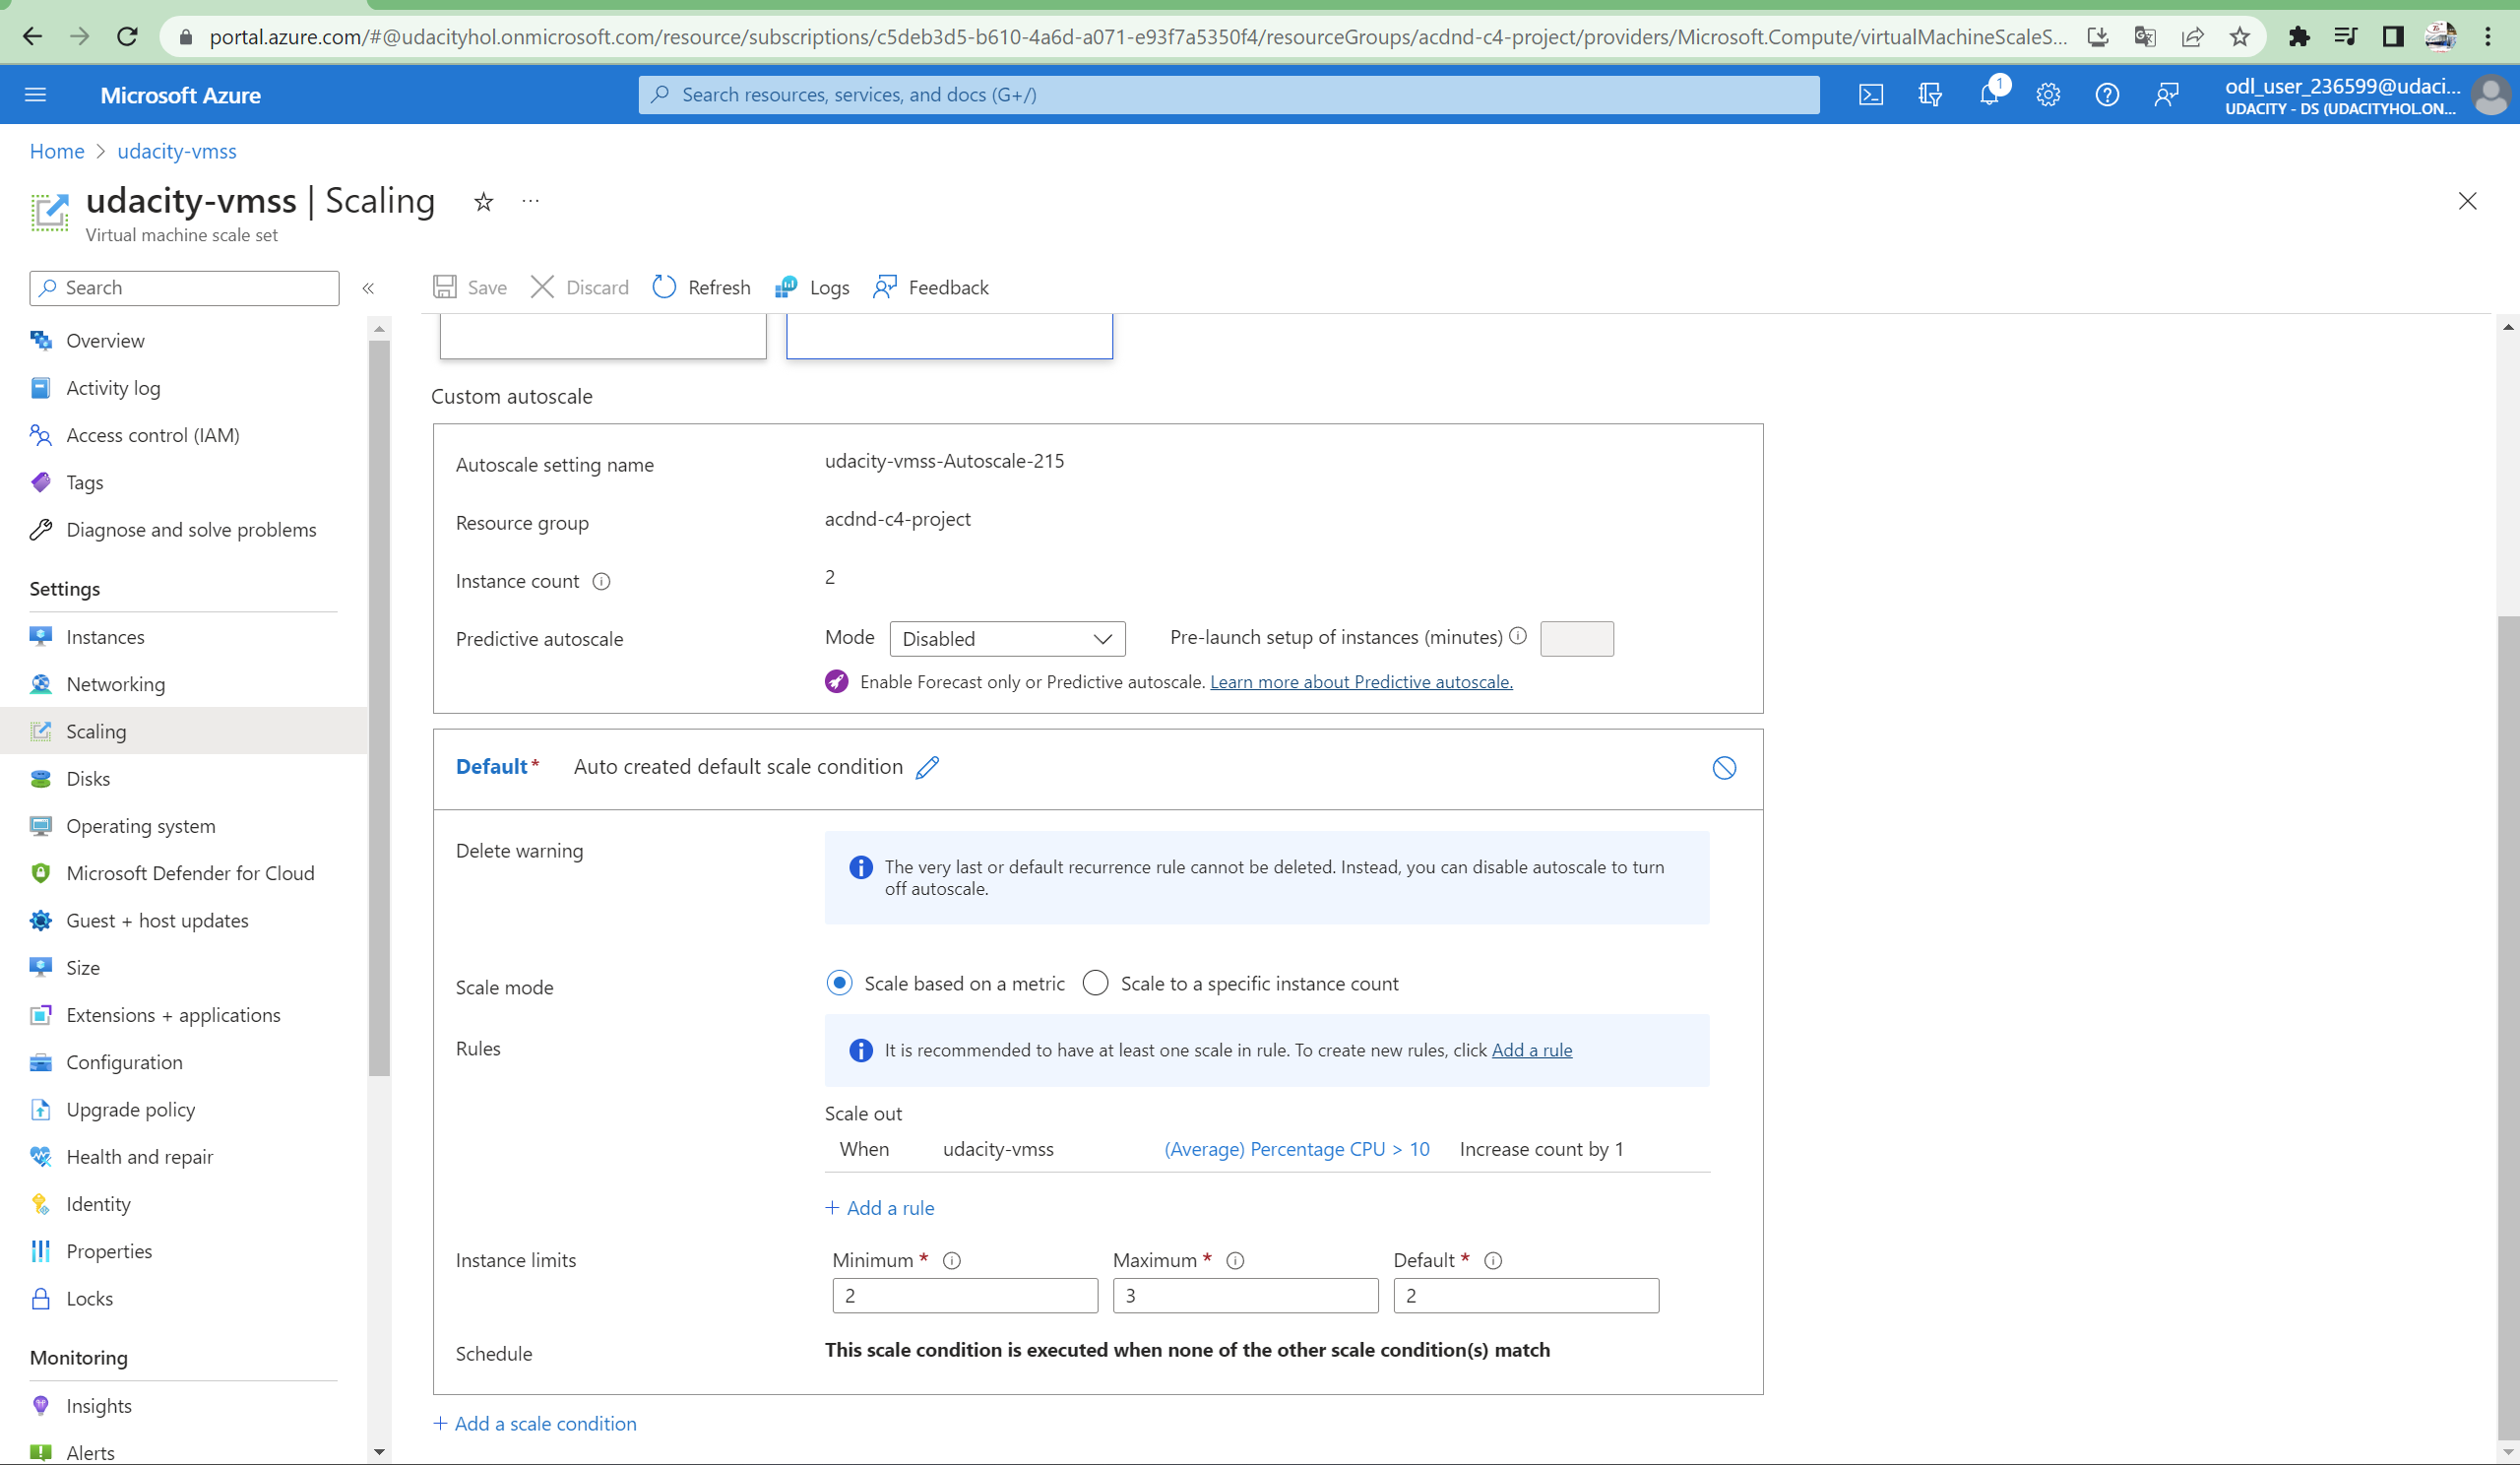 portal.azure.com/#@udacityhol.onmicrosoft.com/resource/subscriptions/c5deb3d5-b610-4a6d-a071-e93f7a5350f4/resourceGroups/acdnd-c4-project/providers/Microsoft.Compute/virtualMachineScaleS...
Microsoft Azure
Search resources, services, and docs (G+/)
1
odl_user_236599@udaci...
UDACITY - DS (UDACITYHOL.ON...
Home > udacity-vmss
udacity-vmss | Scaling
...
Virtual machine scale set
Search
«
Save
Discard
Refresh
Logs
Feedback
Overview
Activity log
Access control (IAM)
Tags
Diagnose and solve problems
Settings
Instances
Networking
Scaling
Disks
Operating system
Microsoft Defender for Cloud
Guest + host updates
Size
Extensions + applications
Configuration
Upgrade policy
Health and repair
Identity
Properties
Locks
Monitoring
Insights
Alerts
Custom autoscale
Autoscale setting name udacity-vmss-Autoscale-215
Resource group acdnd-c4-project
Instance count 2
Predictive autoscale Mode Disabled Pre-launch setup of instances (minutes)
Enable Forecast only or Predictive autoscale. Learn more about Predictive autoscale.
Default* Auto created default scale condition
Delete warning
The very last or default recurrence rule cannot be deleted. Instead, you can disable autoscale to turn
off autoscale.
Scale mode Scale based on a metric Scale to a specific instance count
Rules It is recommended to have at least one scale in rule. To create new rules, click Add a rule
Scale out
When udacity-vmss (Average) Percentage CPU > 10 Increase count by 1
+ Add a rule
Instance limits Minimum * Maximum * Default *
2 3 2
Schedule This scale condition is executed when none of the other scale condition(s) match
+ Add a scale condition